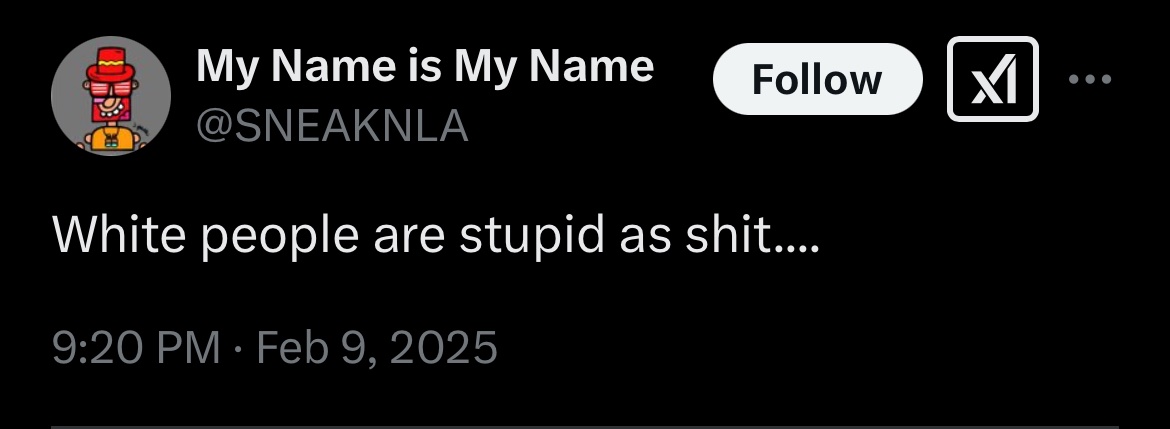 My Name is My Name
@SNEAKNLA
Follow
White people are stupid as shit....
9:20 PM · Feb 9, 2025